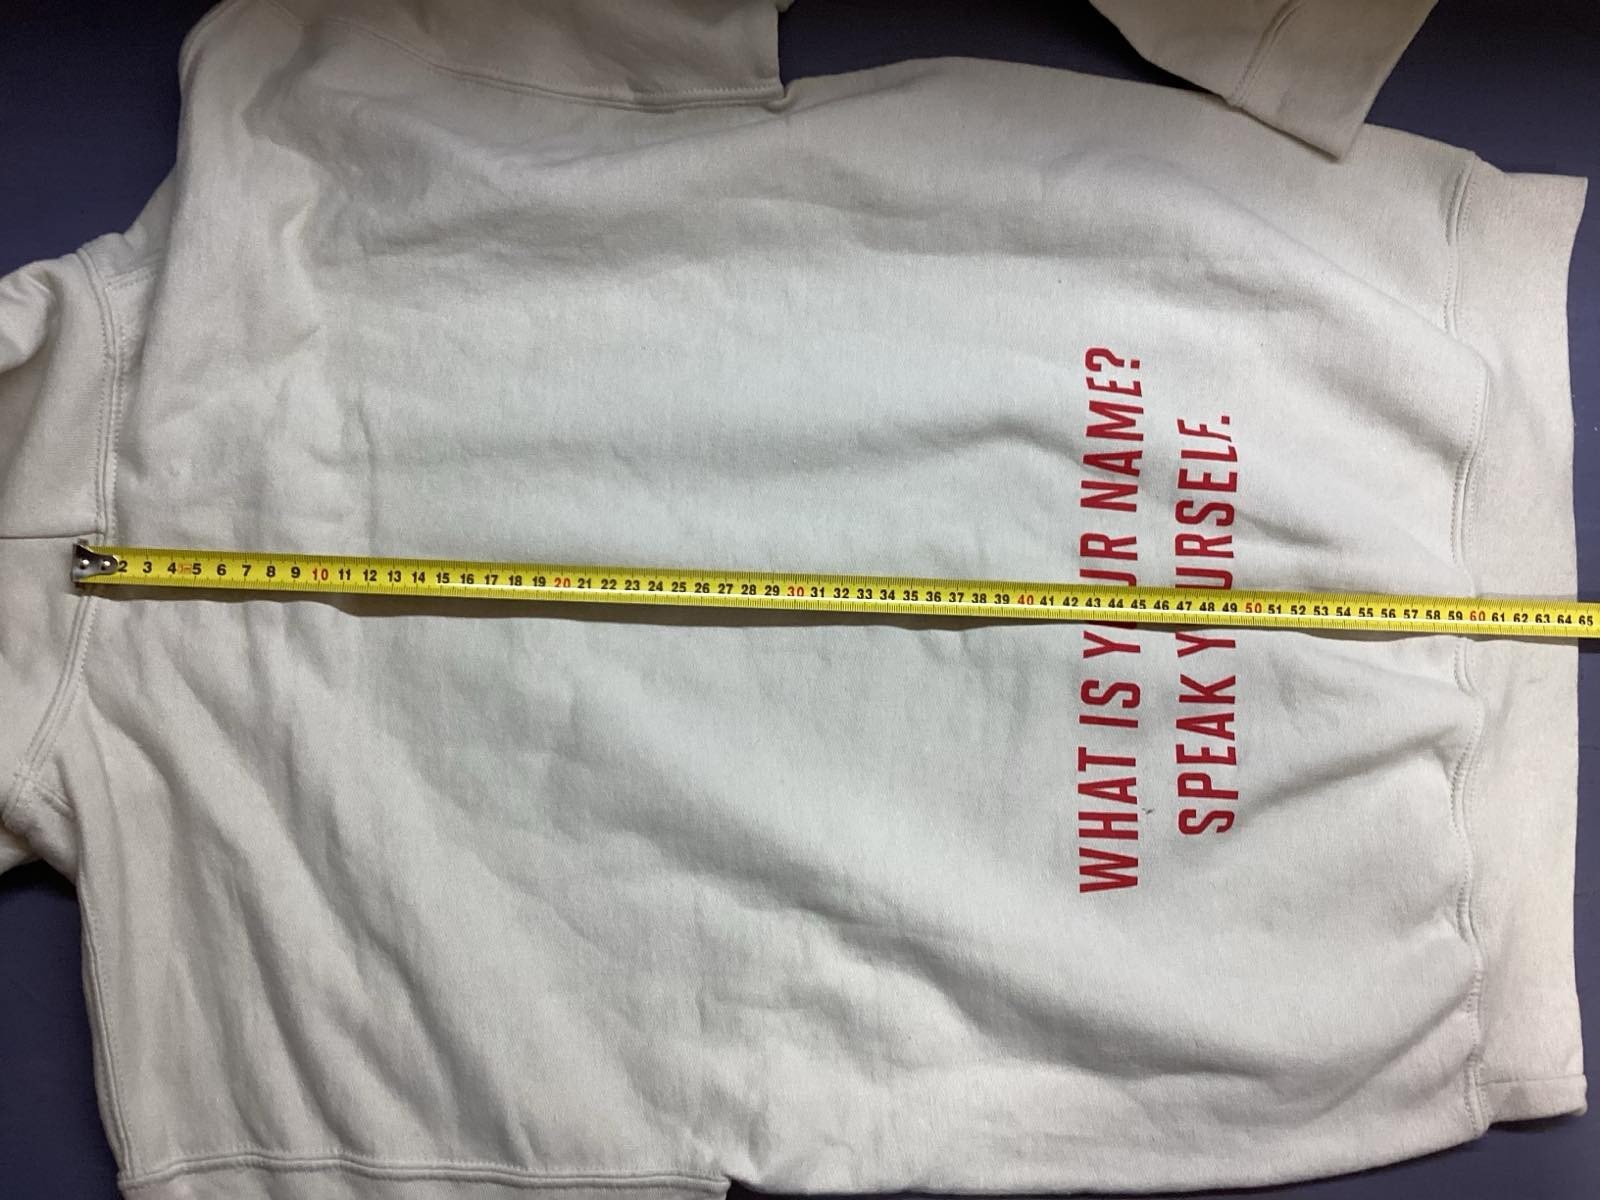 WHAT IS YOUR NAME?
SPEAK YOURSELF.
2 3 4 5 6 7 8 9 10 11 12 13 14 15 16 17 18 19 20 21 22 23 24 25 26 27 28 29 30 31 32 33 34 35 36 37 38 39 40 41 42 43 44 45 46 47 48 49 50 51 52 53 54 55 56 57 58 59 60 61 62 63 64 65